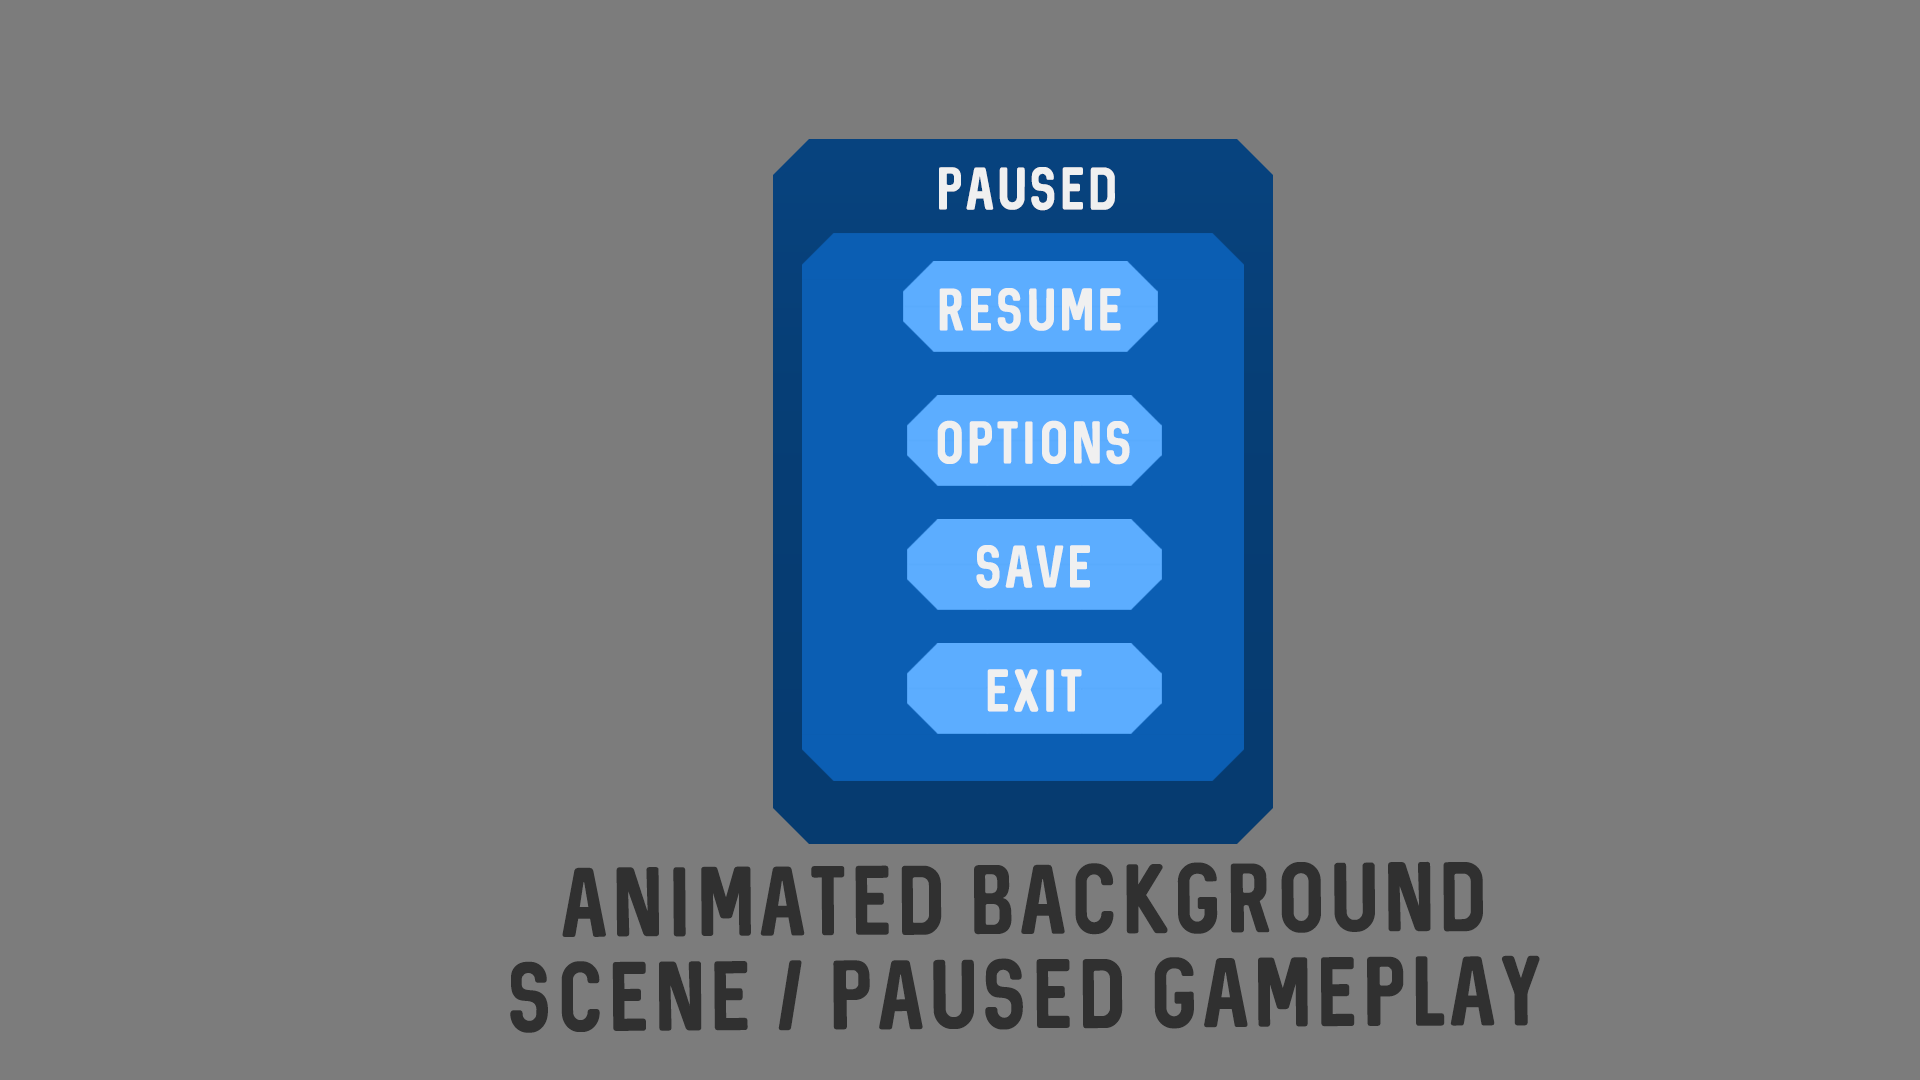 PAUSED
RESUME
OPTIONS
SAVE
EXIT
ANIMATED BACKGROUND
SCENE / PAUSED GAMEPLAY